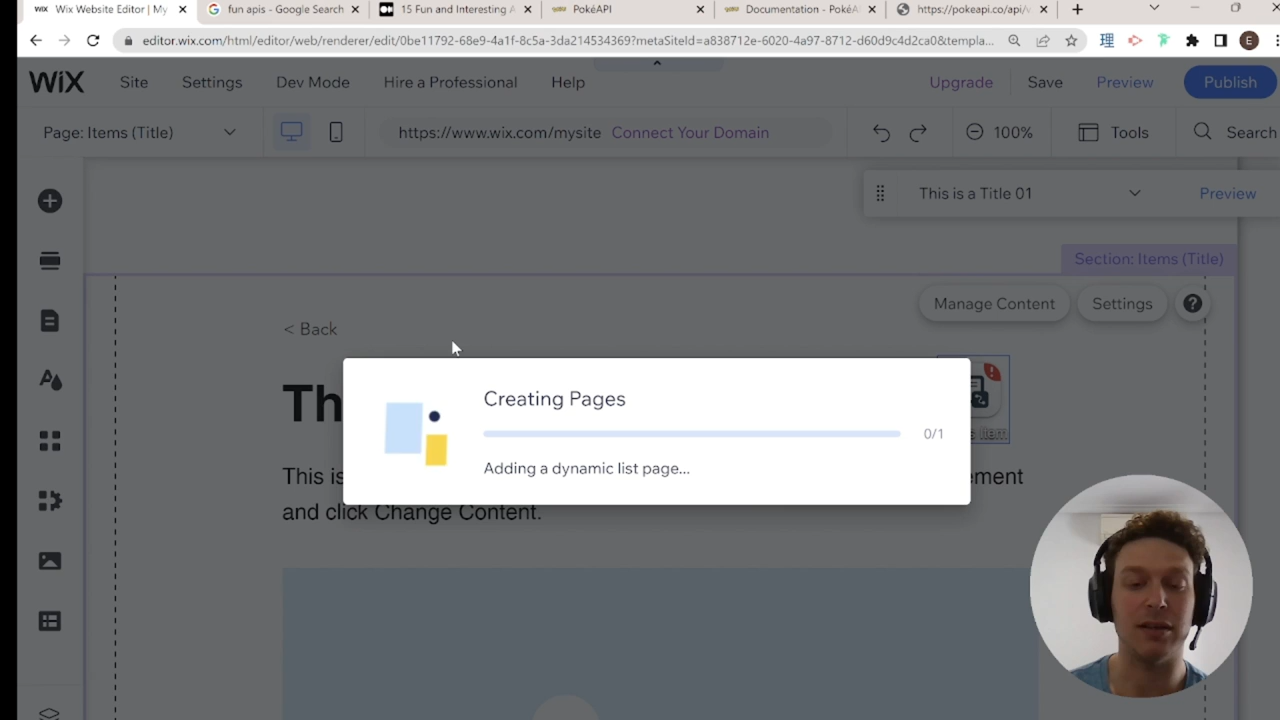 Wix Website Editor | My
fun apis - Google Search
15 Fun and Interesting A
PokéAPI
Documentation - PokéA
https://pokeapi.co/api/v
editor.wix.com/html/editor/web/renderer/edit/0be11792-68e9-4a1f-8c5a-3da214534369?metaSiteId=a838712e-6020-4a97-8712-d60d9c4d2ca0&templa...
E
WiX
Site
Settings
Dev Mode
Hire a Professional
Help
Upgrade
Save
Preview
Publish
Page: Items (Title)
https://www.wix.com/mysite Connect Your Domain
100%
Tools
Search
This is a Title 01
Preview
Section: Items (Title)
Manage Content
Settings
?
< Back
Th
Creating Pages
0/1
Adding a dynamic list page...
This is
ement
and click Change Content.